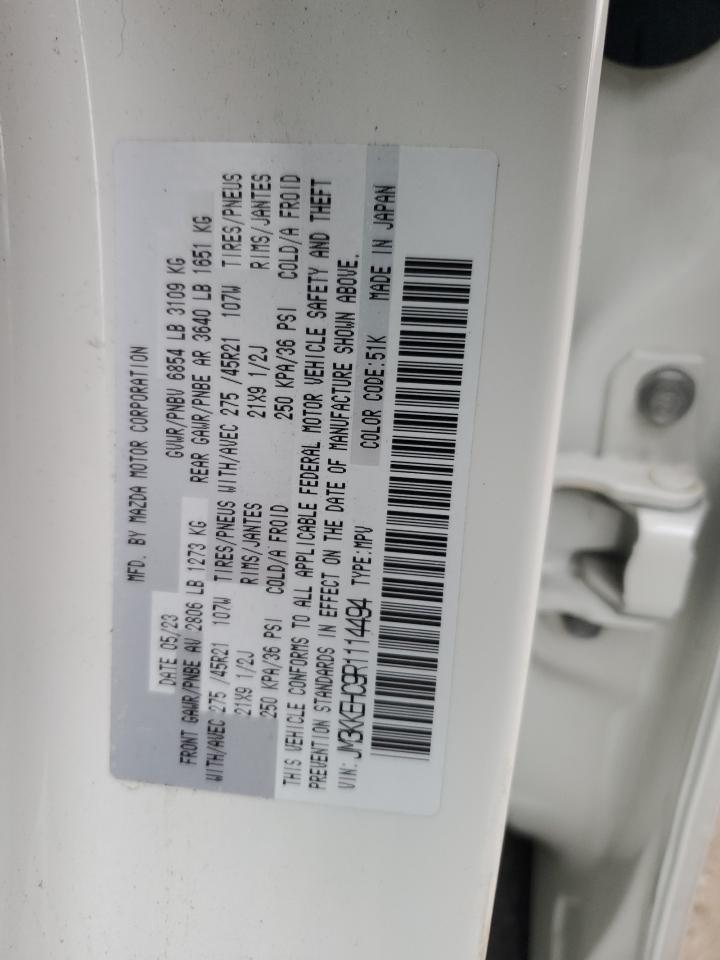 MFD. BY MAZDA MOTOR CORPORATION
DATE 05/23 GVWR/PNBV 6854 LB 3109 KG
FRONT GAWR/PNBE AV 2806 LB 1273 KG REAR GAWR/PNBE AR 3640 LB 1651 KG
WITH/AVEC 275 /45R21 107W TIRES/PNEUS WITH/AVEC 275 /45R21 107W TIRES/PNEUS
21X9 1/2J RIMS/JANTES 21X9 1/2J RIMS/JANTES
250 KPA/36 PSI COLD/A FROID 250 KPA/36 PSI COLD/A FROID
THIS VEHICLE CONFORMS TO ALL APPLICABLE FEDERAL MOTOR VEHICLE SAFETY AND THEFT
PREVENTION STANDARDS IN EFFECT ON THE DATE OF MANUFACTURE SHOWN ABOVE.
VIN: JM3KKEHC9R1114494 TYPE:MPV COLOR CODE:51K MADE IN JAPAN